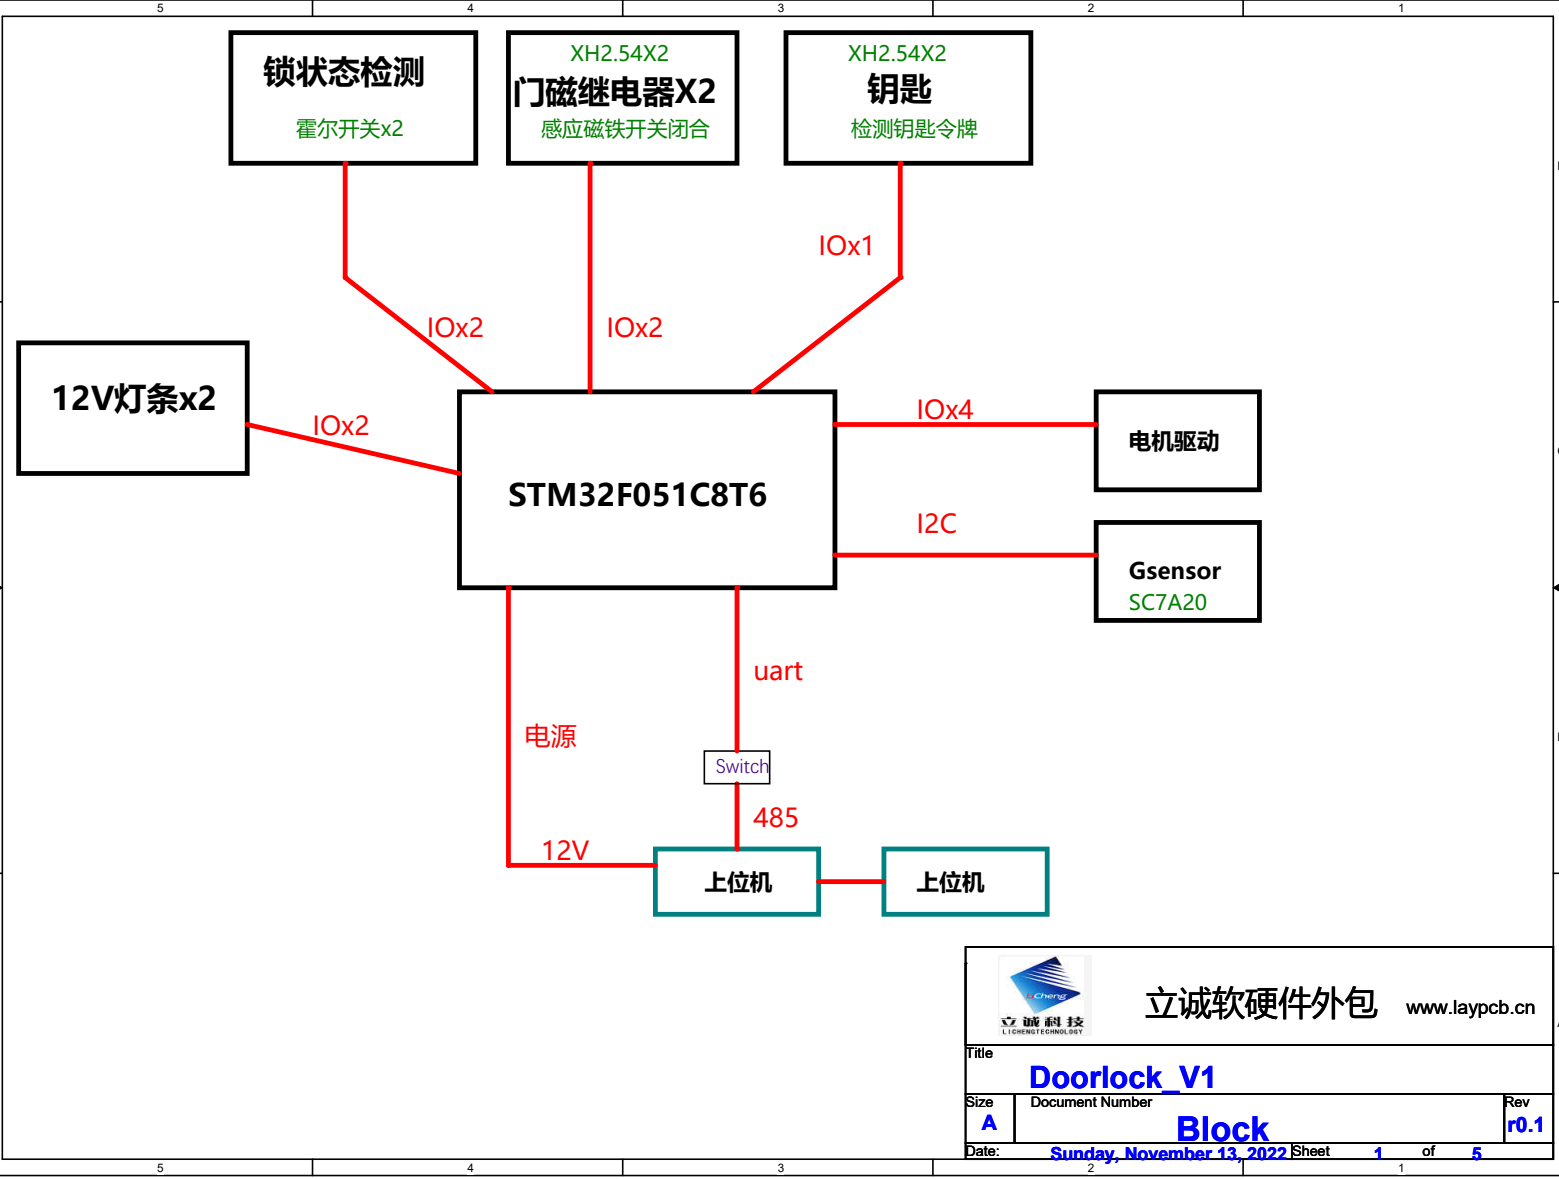 5 4 3 2 1
锁状态检测
霍尔开关x2
XH2.54X2
门磁继电器X2
感应磁铁开关闭合
XH2.54X2
钥匙
检测钥匙令牌
IOx1
IOx2
IOx2
12V灯条x2
IOx2
IOx4
电机驱动
STM32F051C8T6
I2C
Gsensor
SC7A20
uart
电源
Switch
485
12V
上位机
上位机
LiCheng
立诚科技
LICHENGTECHNOLOGY
立诚软硬件外包 www.laypcb.cn
Title
Doorlock_V1
Size
A
Document Number
Block
Rev
r0.1
Date: Sunday, November 13, 2022 Sheet 1 of 5
5 4 3 2 1